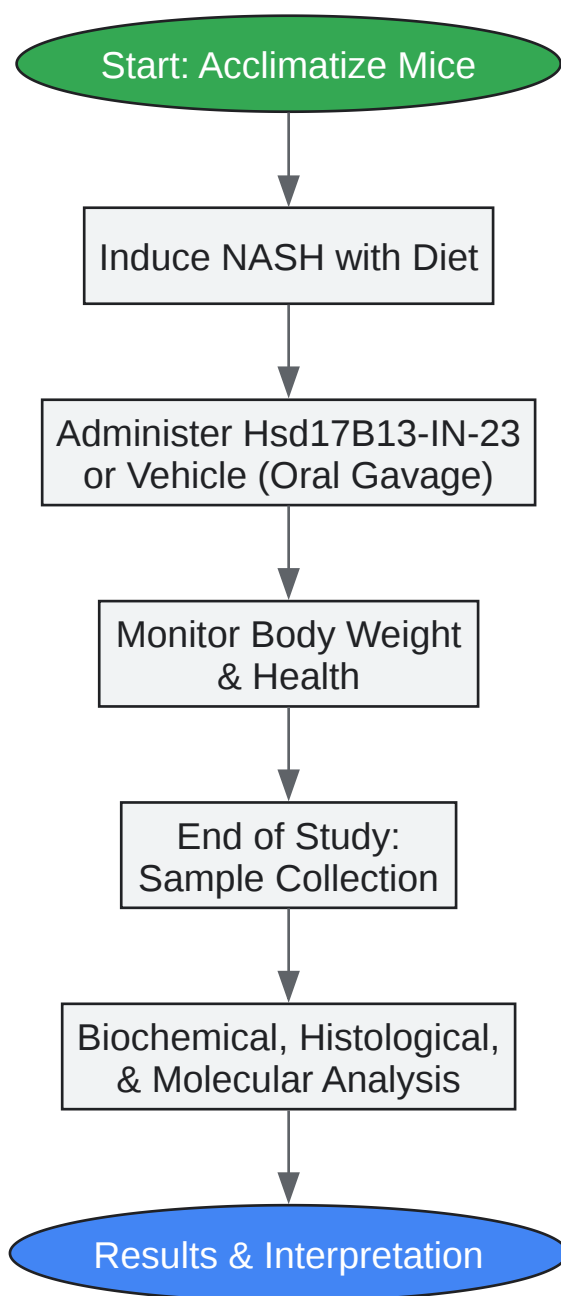 Start: Acclimatize Mice
Induce NASH with Diet
Administer Hsd17B13-IN-23
or Vehicle (Oral Gavage)
Monitor Body Weight
& Health
End of Study:
Sample Collection
Biochemical, Histological,
& Molecular Analysis
Results & Interpretation